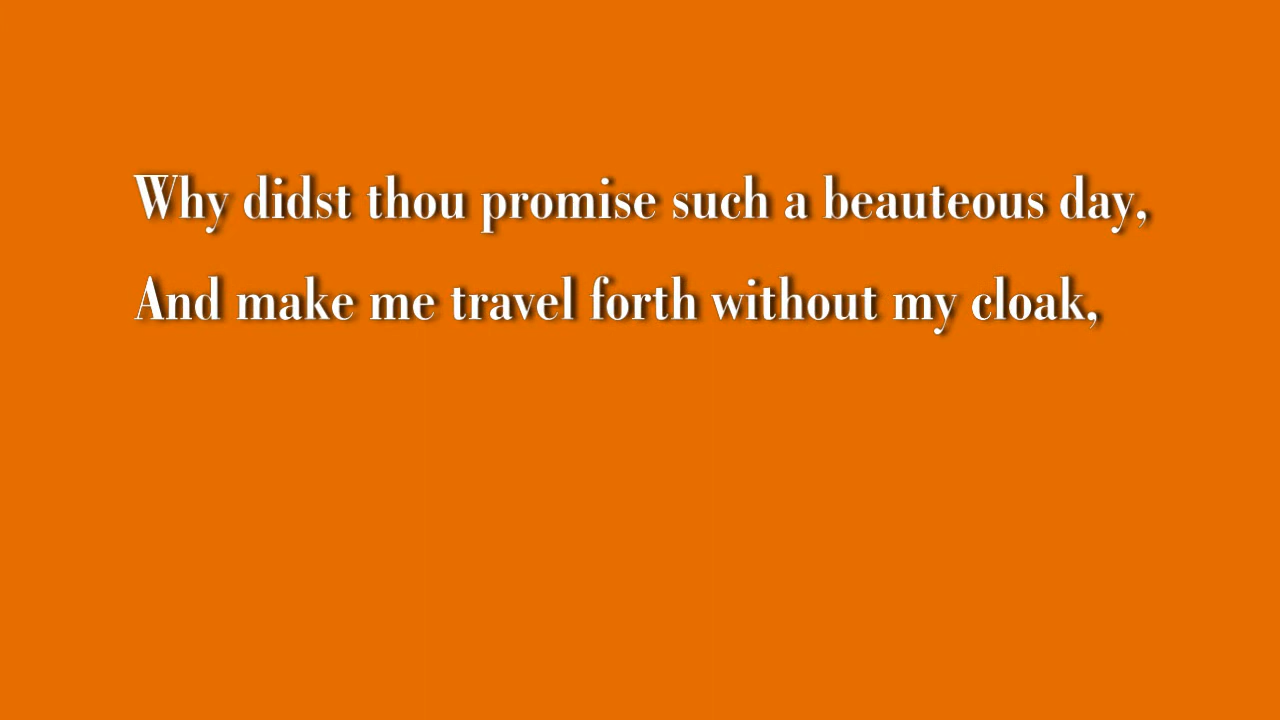 Why didst thou promise such a beauteous day,
And make me travel forth without my cloak,